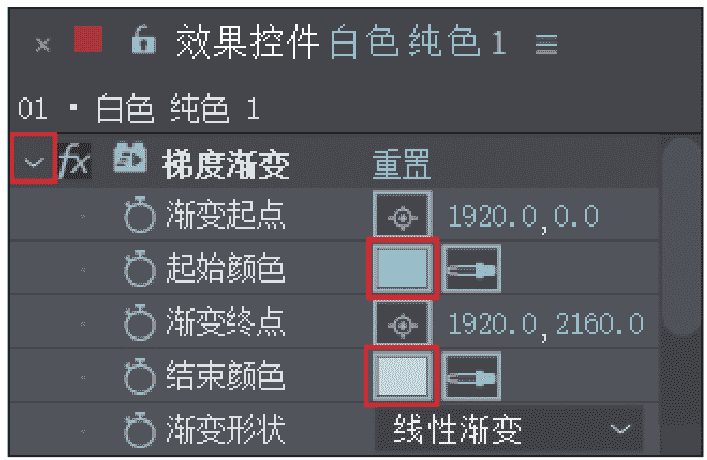 × 效果控件 白色 纯色 1 ≡
01 · 白色 纯色 1
fx 梯度渐变 重置
渐变起点 1920.0,0.0
起始颜色
渐变终点 1920.0,2160.0
结束颜色
渐变形状 线性渐变